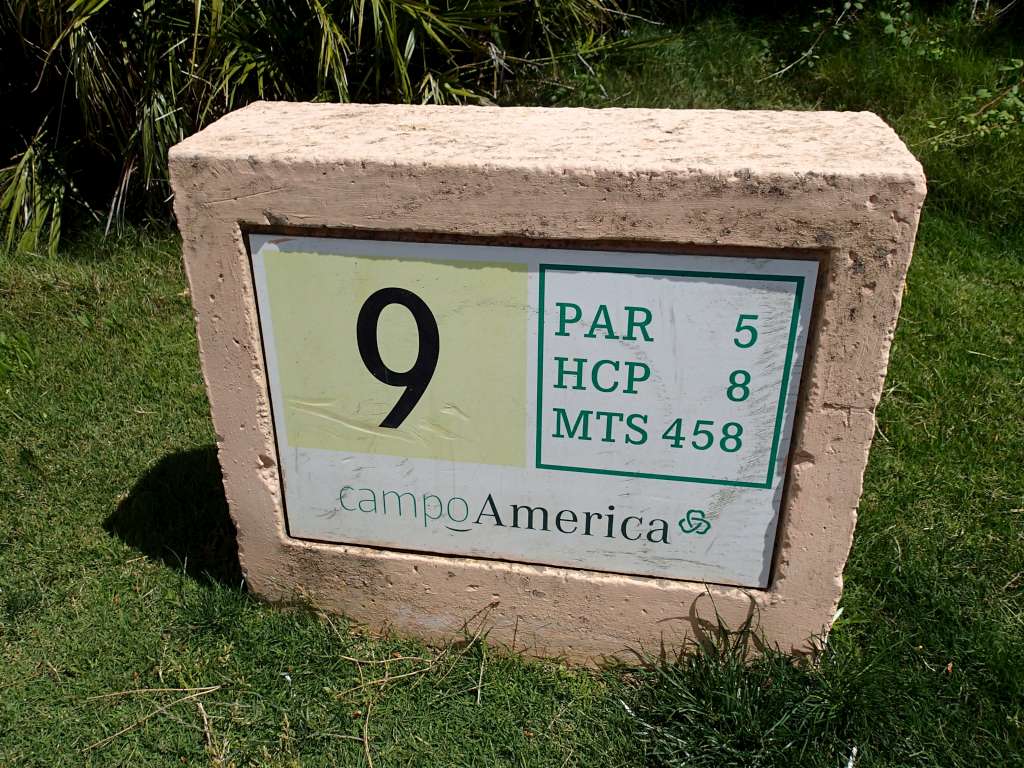 9
PAR 5
HCP 8
MTS 458
campoAmerica